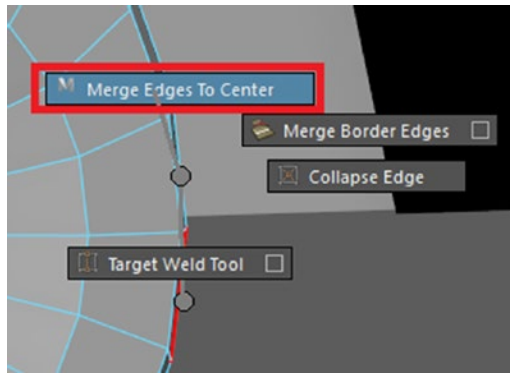 Merge Edges To Center
Merge Border Edges
Collapse Edge
Target Weld Tool